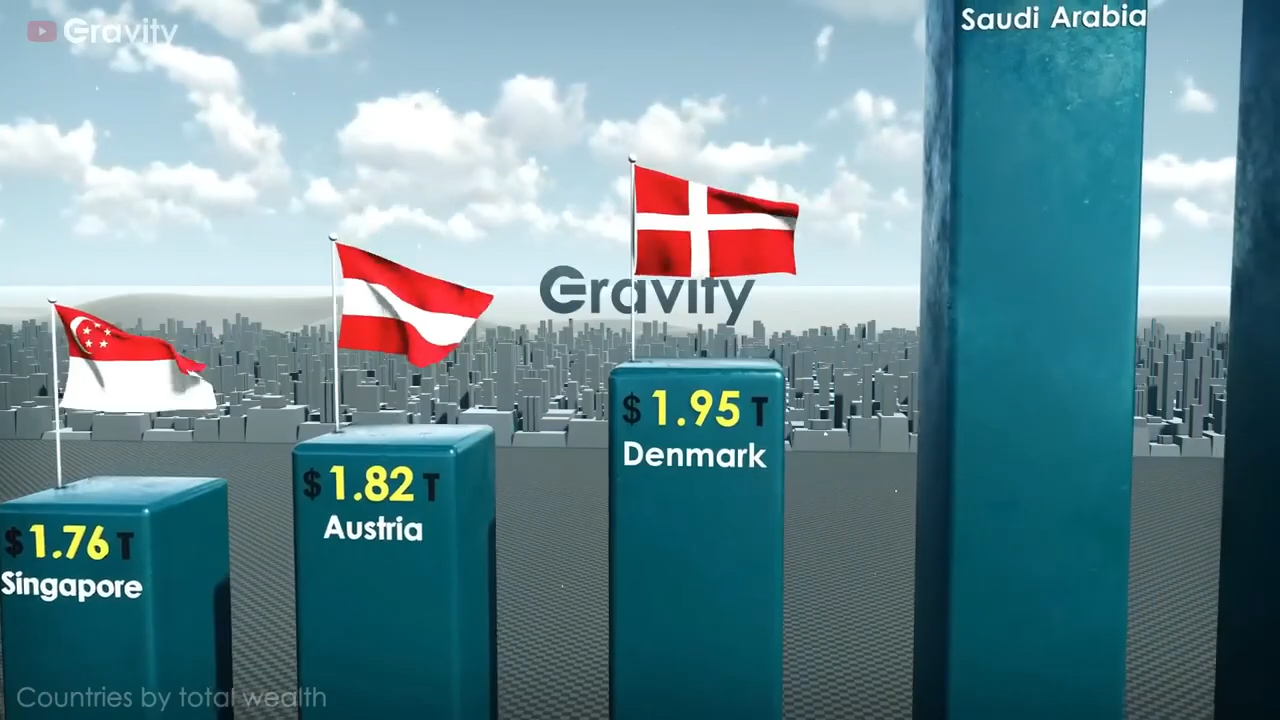 Gravity
Saudi Arabia
Gravity
$ 1.95 T
Denmark
$ 1.82 T
Austria
$ 1.76 T
Singapore
Countries by total wealth